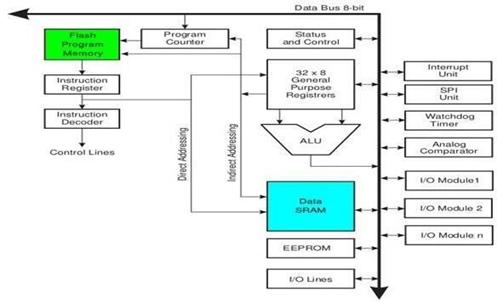 Data Bus 8-bit
Flash
Program
Memory
Program
Counter
Status
and Control
Instruction
Register
32 x 8
General
Purpose
Registrers
Interrupt
Unit
SPI
Unit
Instruction
Decoder
Watchdog
Timer
ALU
Analog
Comparator
Control Lines
Direct Addressing
Indirect Addressing
I/O Module1
Data
SRAM
I/O Module 2
I/O Module n
EEPROM
I/O Lines